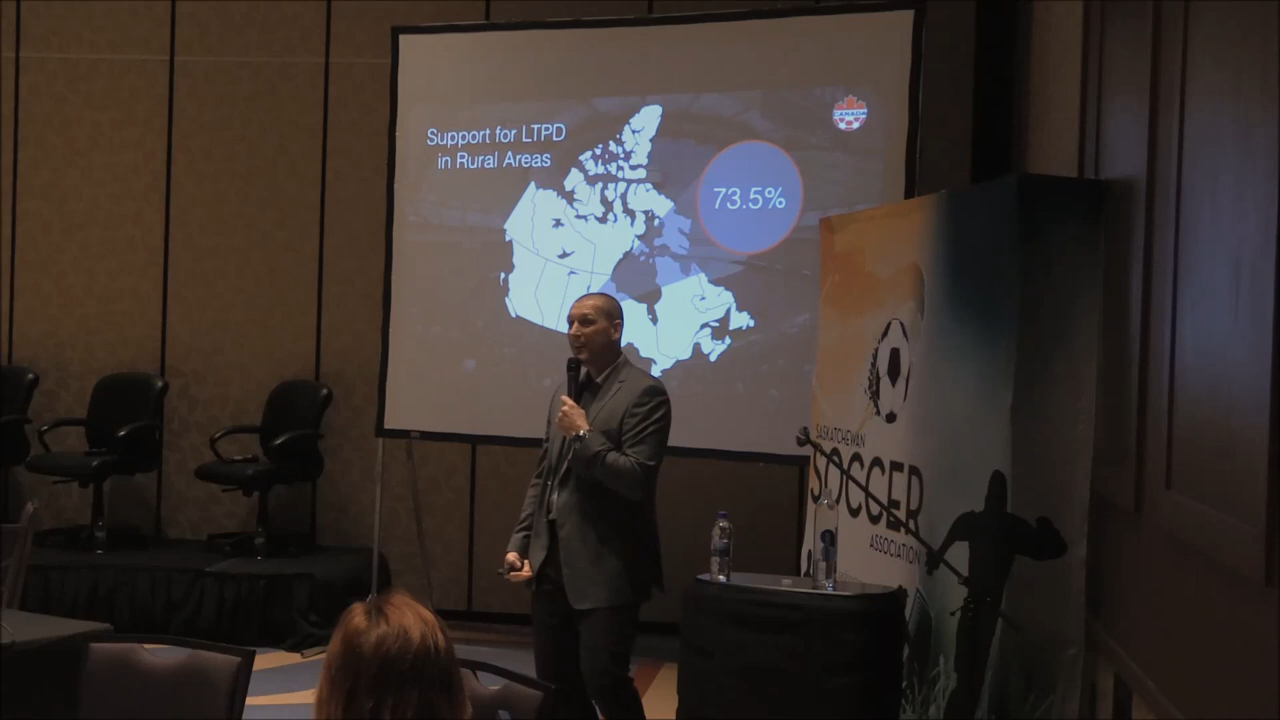 Support for LTPD
in Rural Areas
CANADA
73.5%
SASKATCHEWAN
SOCCER
ASSOCIATION